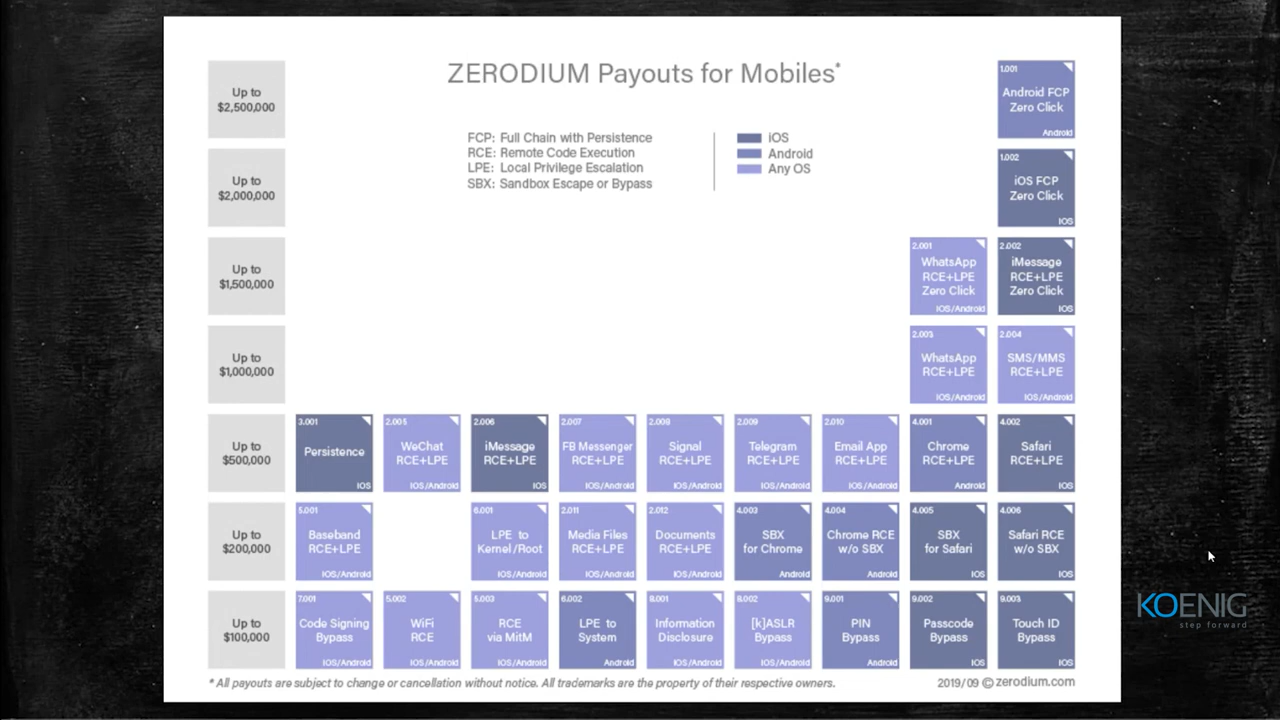 ZERODIUM Payouts for Mobiles*
FCP: Full Chain with Persistence
RCE: Remote Code Execution
LPE: Local Privilege Escalation
SBX: Sandbox Escape or Bypass
iOS
Android
Any OS
Up to
$2,500,000
1.001
Android FCP
Zero Click
Android
Up to
$2,000,000
1.002
iOS FCP
Zero Click
iOS
Up to
$1,500,000
2.001
WhatsApp
RCE+LPE
Zero Click
iOS/Android
2.002
iMessage
RCE+LPE
Zero Click
iOS
Up to
$1,000,000
2.003
WhatsApp
RCE+LPE
iOS/Android
2.004
SMS/MMS
RCE+LPE
iOS/Android
Up to
$500,000
3.001
Persistence
iOS
2.005
WeChat
RCE+LPE
iOS/Android
2.006
iMessage
RCE+LPE
iOS
2.007
FB Messenger
RCE+LPE
iOS/Android
2.008
Signal
RCE+LPE
iOS/Android
2.009
Telegram
RCE+LPE
iOS/Android
2.010
Email App
RCE+LPE
iOS/Android
4.001
Chrome
RCE+LPE
Android
4.002
Safari
RCE+LPE
iOS
Up to
$200,000
5.001
Baseband
RCE+LPE
iOS/Android
6.001
LPE to
Kernel/Root
iOS/Android
2.011
Media Files
RCE+LPE
iOS/Android
2.012
Documents
RCE+LPE
iOS/Android
4.003
SBX
for Chrome
Android
4.004
Chrome RCE
w/o SBX
Android
4.005
SBX
for Safari
iOS
4.006
Safari RCE
w/o SBX
iOS
Up to
$100,000
7.001
Code Signing
Bypass
iOS/Android
5.002
WiFi
RCE
iOS/Android
5.003
RCE
via MitM
iOS/Android
6.002
LPE to
System
Android
8.001
Information
Disclosure
iOS/Android
8.002
[k]ASLR
Bypass
iOS/Android
9.001
PIN
Bypass
Android
9.002
Passcode
Bypass
iOS
9.003
Touch ID
Bypass
iOS
* All payouts are subject to change or cancellation without notice. All trademarks are the property of their respective owners.
2019/09 © zerodium.com
KOENIG
step forward